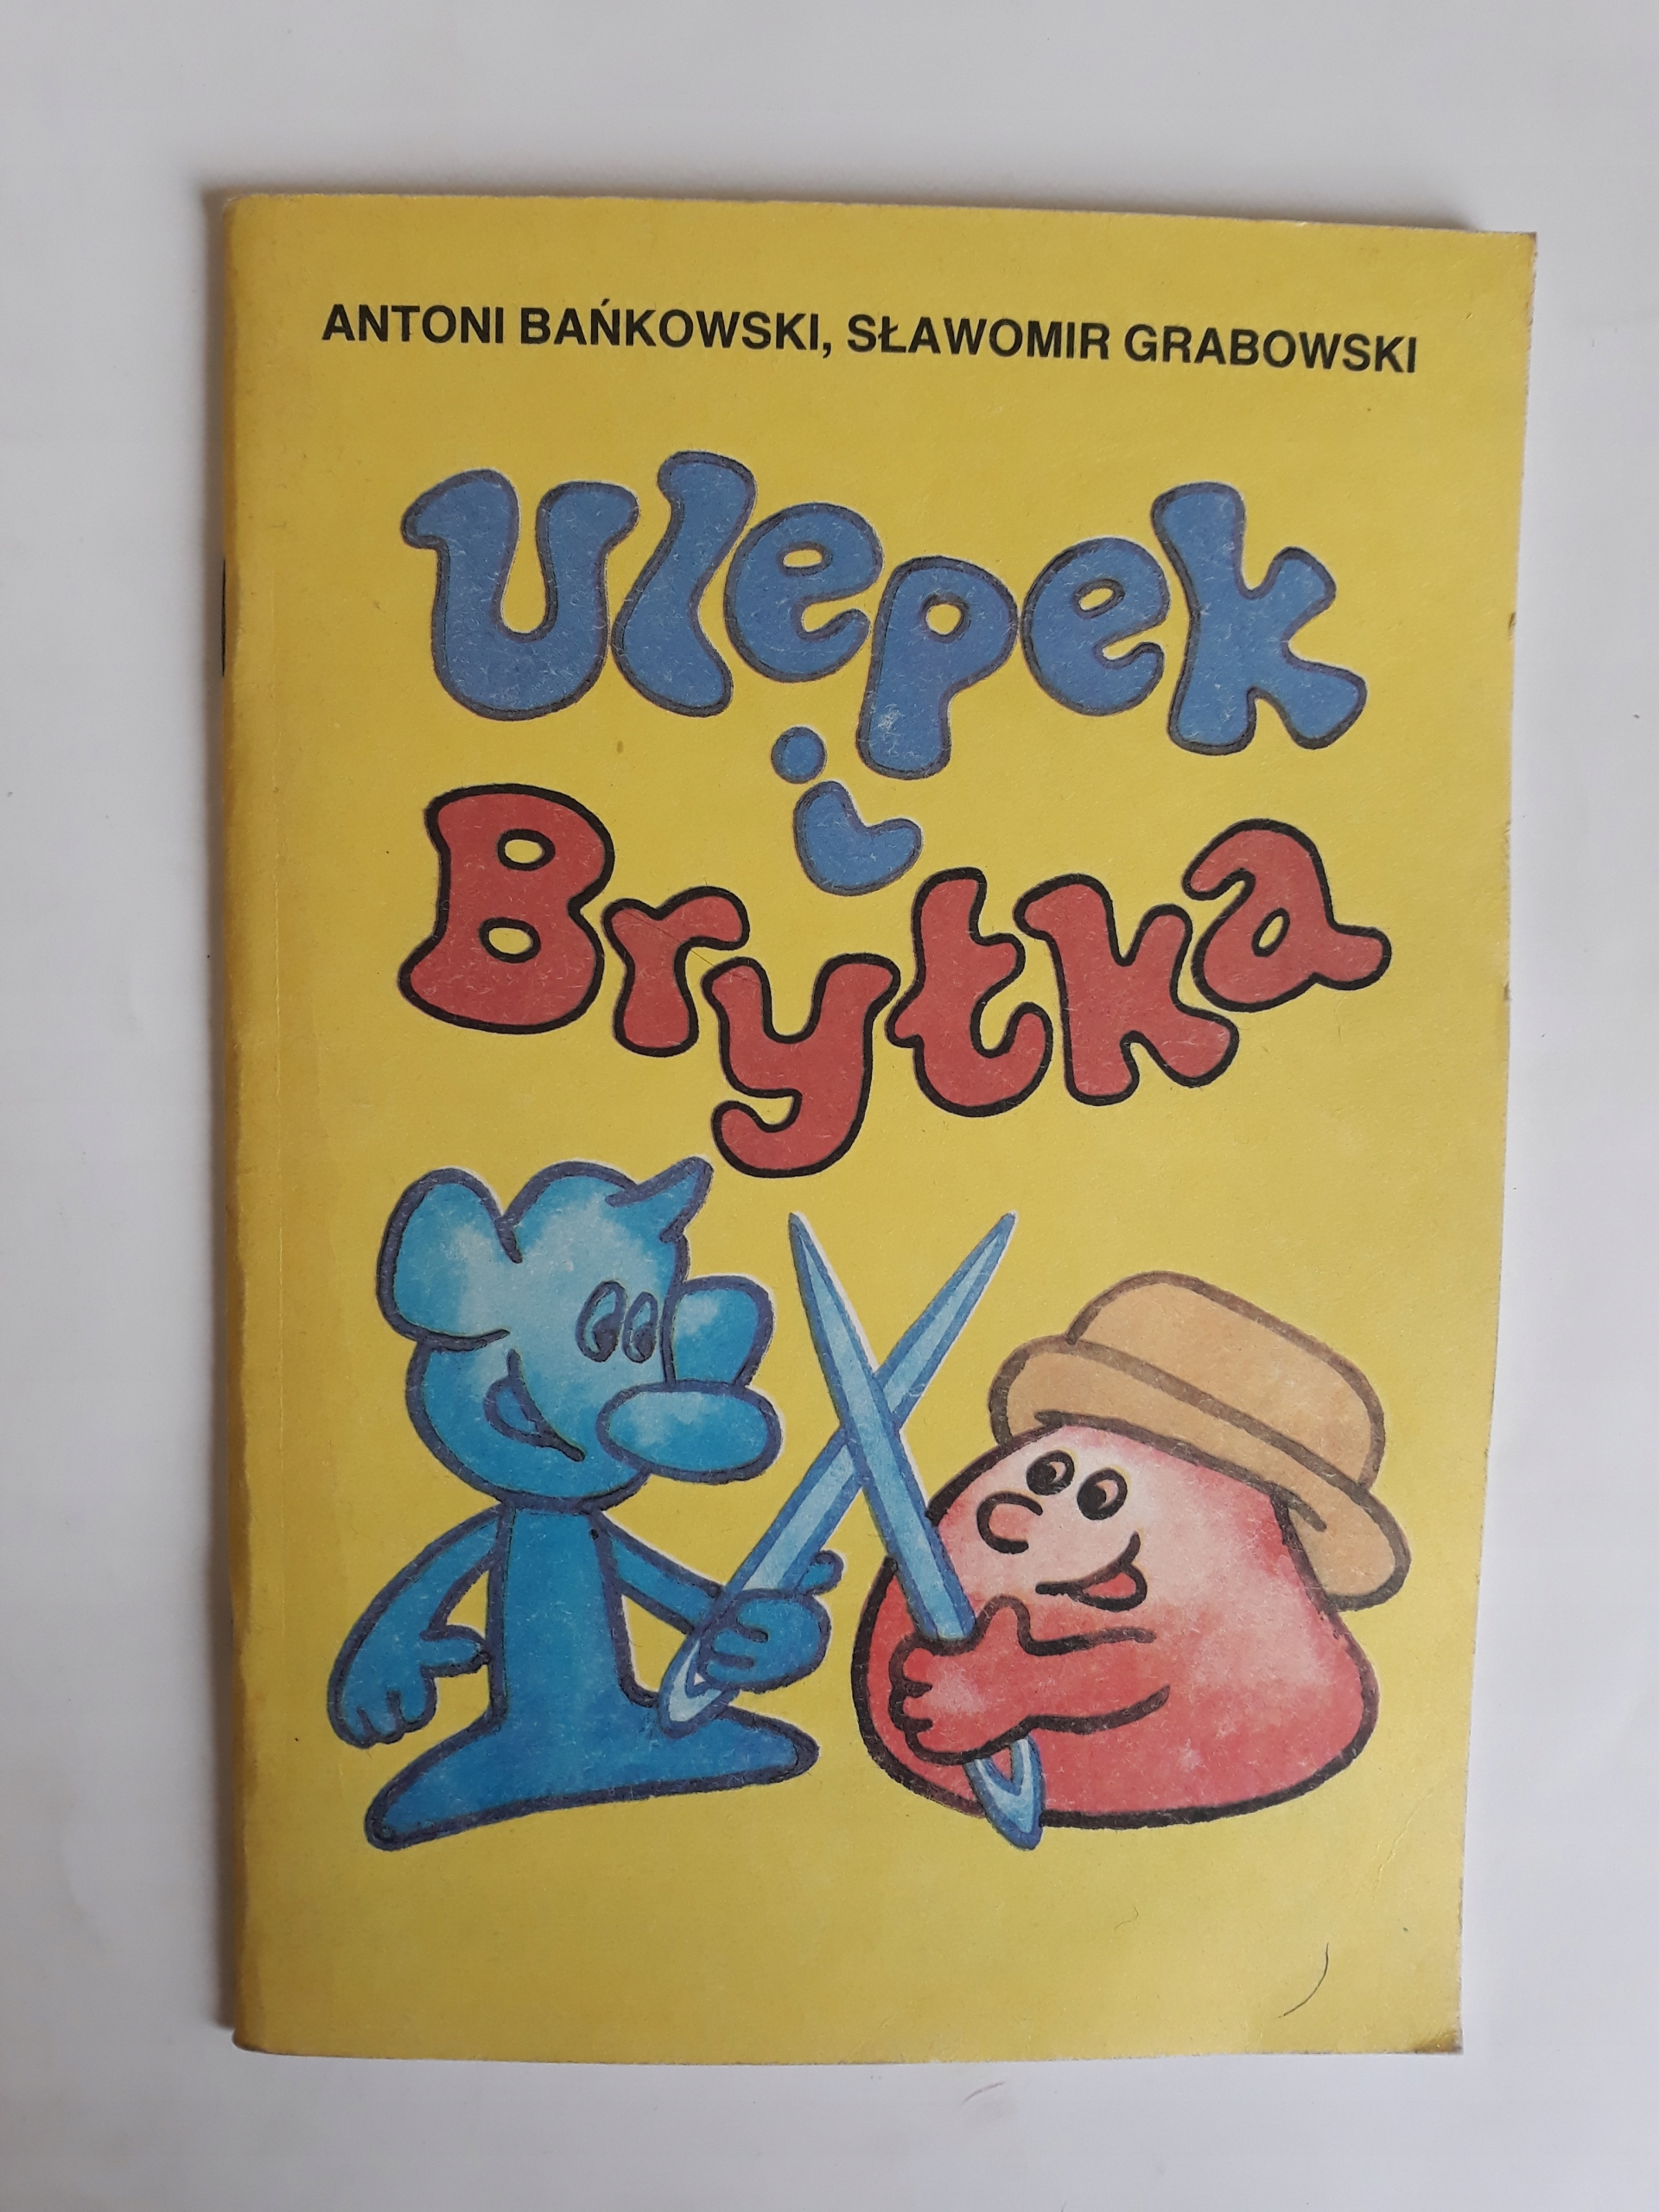 ANTONI BAŃKOWSKI, SŁAWOMIR GRABOWSKI
Ulepek
i
Brytka